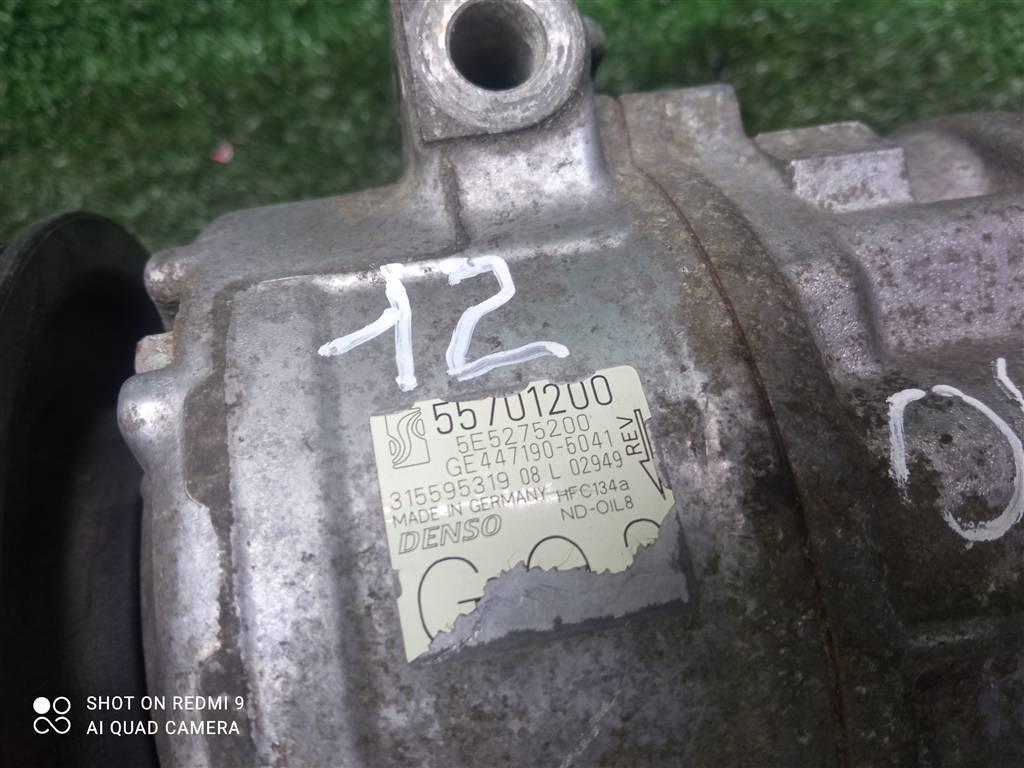 12
55701200
5E5275200
GE447190-5041
315595319 08 L 02949
REV
MADE IN GERMANY HFC134a
DENSO ND-OIL8
SHOT ON REDMI 9
AI QUAD CAMERA